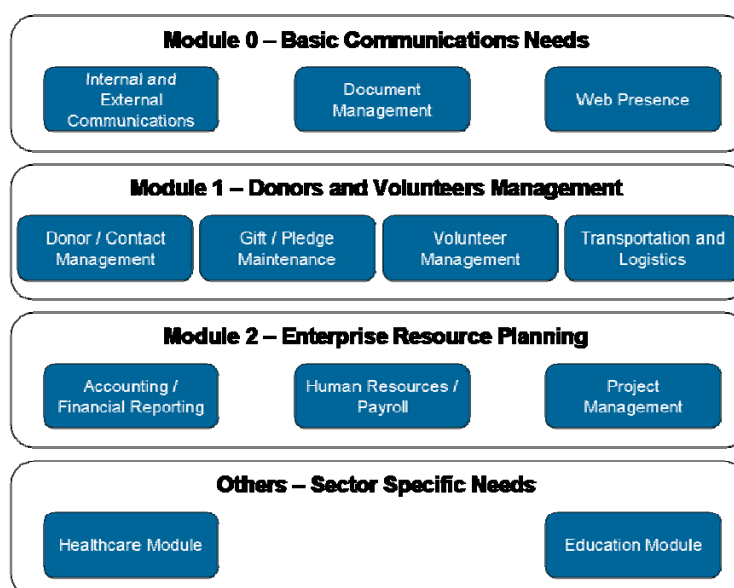 Module 0 – Basic Communications Needs
Internal and
External
Communications
Document
Management
Web Presence
Module 1 – Donors and Volunteers Management
Donor / Contact
Management
Gift / Pledge
Maintenance
Volunteer
Management
Transportation and
Logistics
Module 2 – Enterprise Resource Planning
Accounting /
Financial Reporting
Human Resources /
Payroll
Project
Management
Others – Sector Specific Needs
Healthcare Module
Education Module